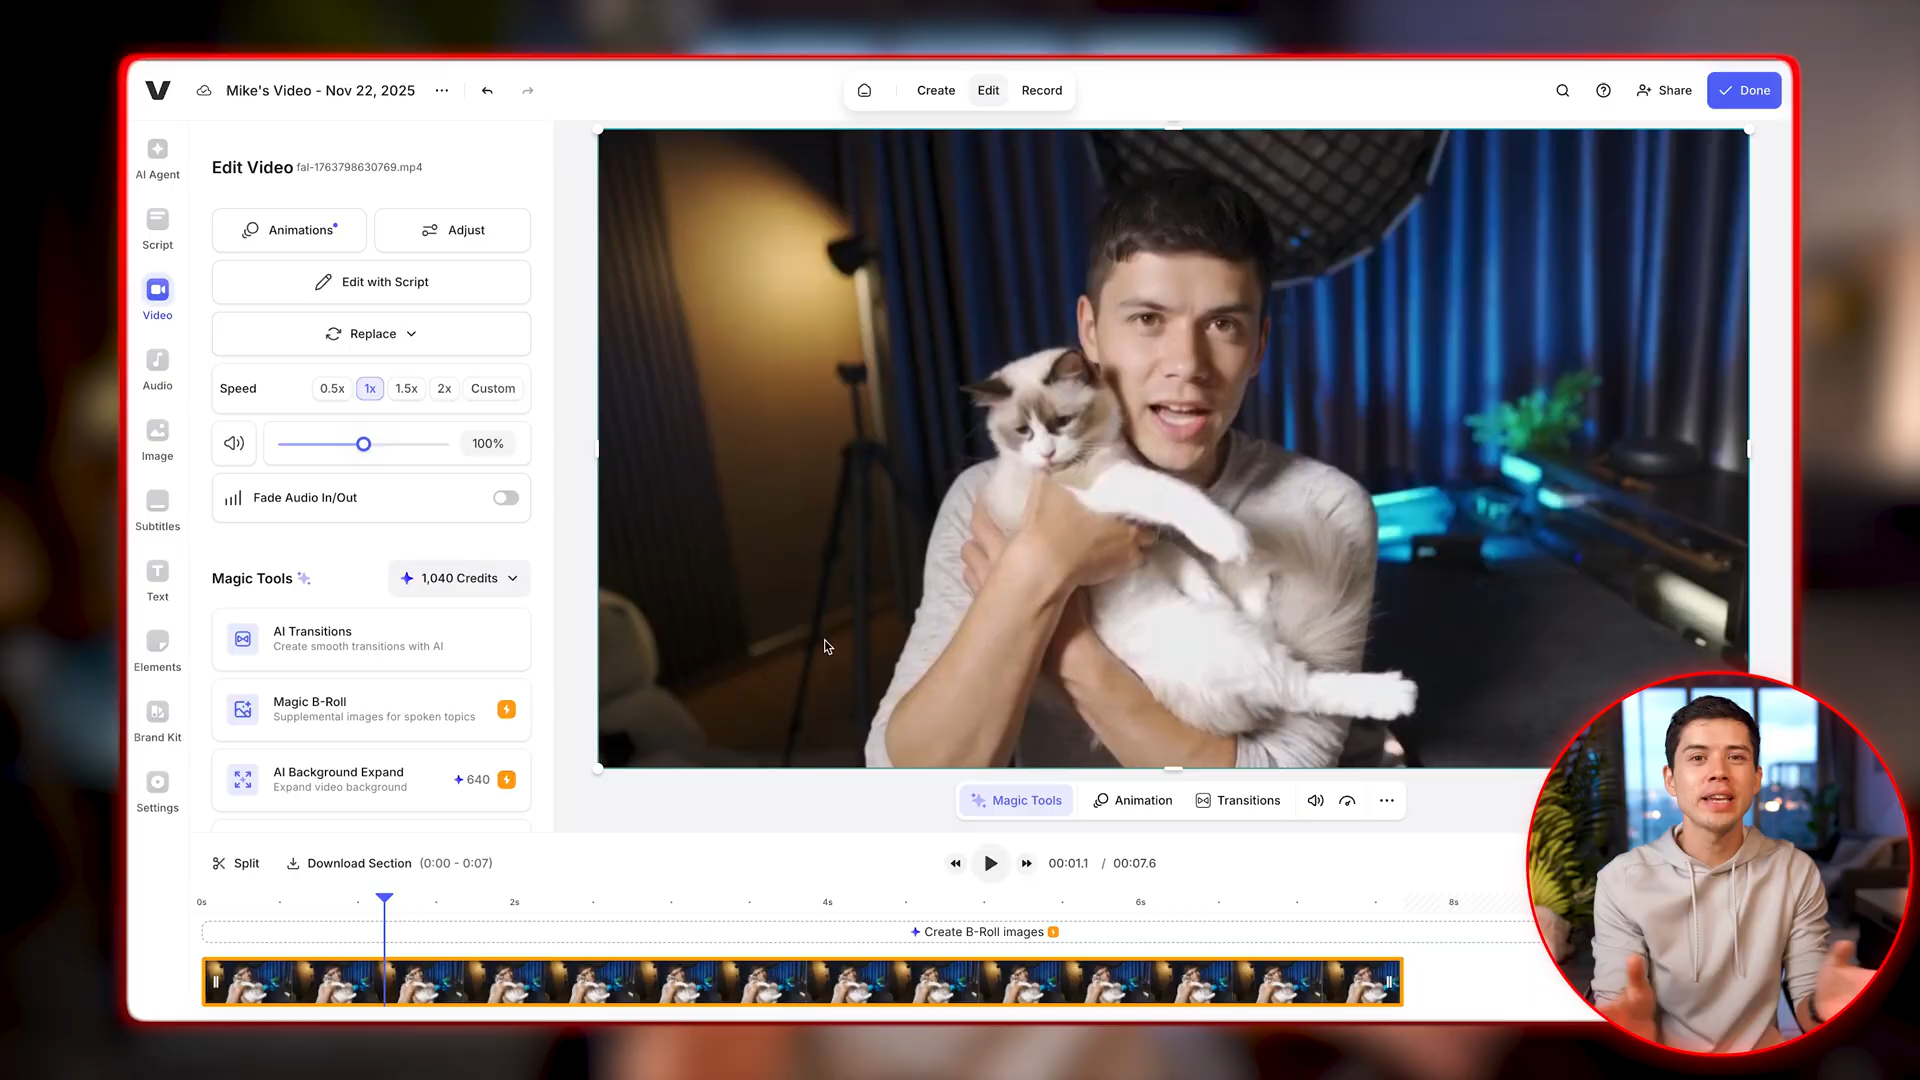 Mike's Video - Nov 22, 2025
Create
Edit
Record
Share
Done
AI Agent
Script
Video
Audio
Image
Subtitles
Text
Elements
Brand Kit
Settings
Edit Video fal-1763798630769.mp4
Animations
Adjust
Edit with Script
Replace
Speed 0.5x 1x 1.5x 2x Custom
100%
Fade Audio In/Out
Magic Tools
1,040 Credits
AI Transitions
Create smooth transitions with AI
Magic B-Roll
Supplemental images for spoken topics
AI Background Expand
Expand video background
640
Magic Tools
Animation
Transitions
Split
Download Section (0:00 - 0:07)
00:01.1 / 00:07.6
0s 2s 4s 6s 8s
Create B-Roll images